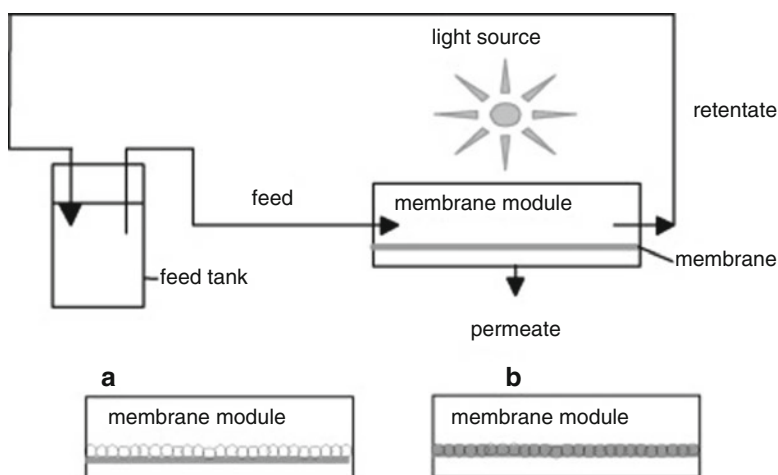 light source
retentate
feed
membrane module
membrane
feed tank
permeate
a
b
membrane module
membrane module